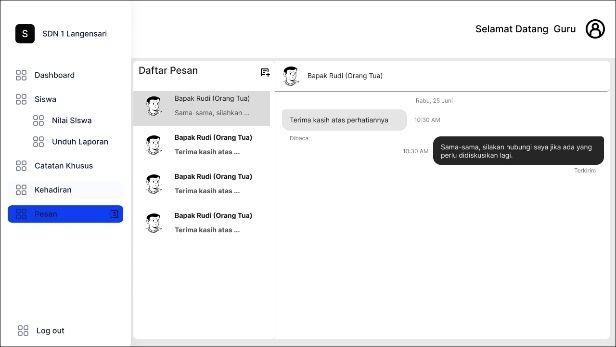 S
SDN 1 Langensari
Selamat Datang Guru
Dashboard
Siswa
Nilai SIswa
Unduh Laporan
Catatan Khusus
Kehadiran
Pesan
Log out
Daftar Pesan
Bapak Rudi (Orang Tua)
Sama-sama, silahkan ...
Bapak Rudi (Orang Tua)
Terima kasih atas ...
Bapak Rudi (Orang Tua)
Terima kasih atas ...
Bapak Rudi (Orang Tua)
Terima kasih atas ...
Bapak Rudi (Orang Tua)
Rabu, 25 Juni
Terima kasih atas perhatiannya
10:30 AM
Dibaca
10:30 AM
Sama-sama, silakan hubungi saya jika ada yang
perlu didiskusikan lagi.
Terkirim